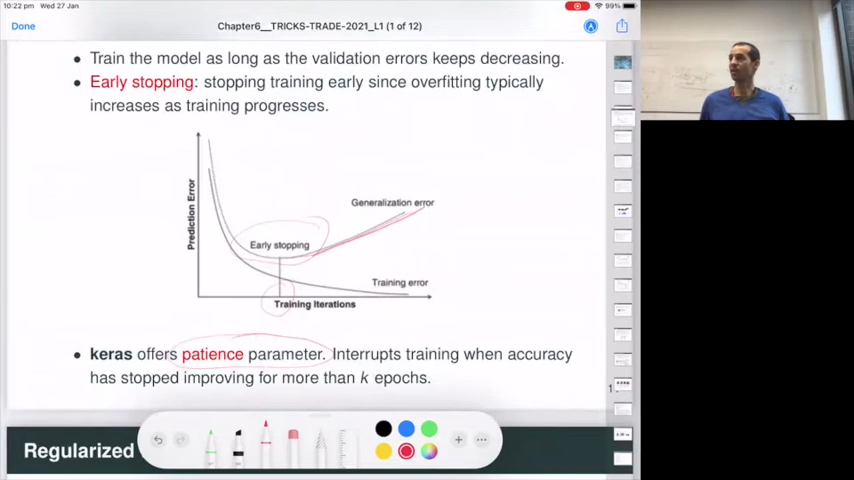 10:22 pm Wed 27 Jan
99%
Done
Chapter6__TRICKS-TRADE-2021_L1 (1 of 12)
• Train the model as long as the validation errors keeps decreasing.
• Early stopping: stopping training early since overfitting typically
increases as training progresses.
Prediction Error
Generalization error
Early stopping
Training error
Training Iterations
• keras offers patience parameter. Interrupts training when accuracy
has stopped improving for more than k epochs.
Regularized